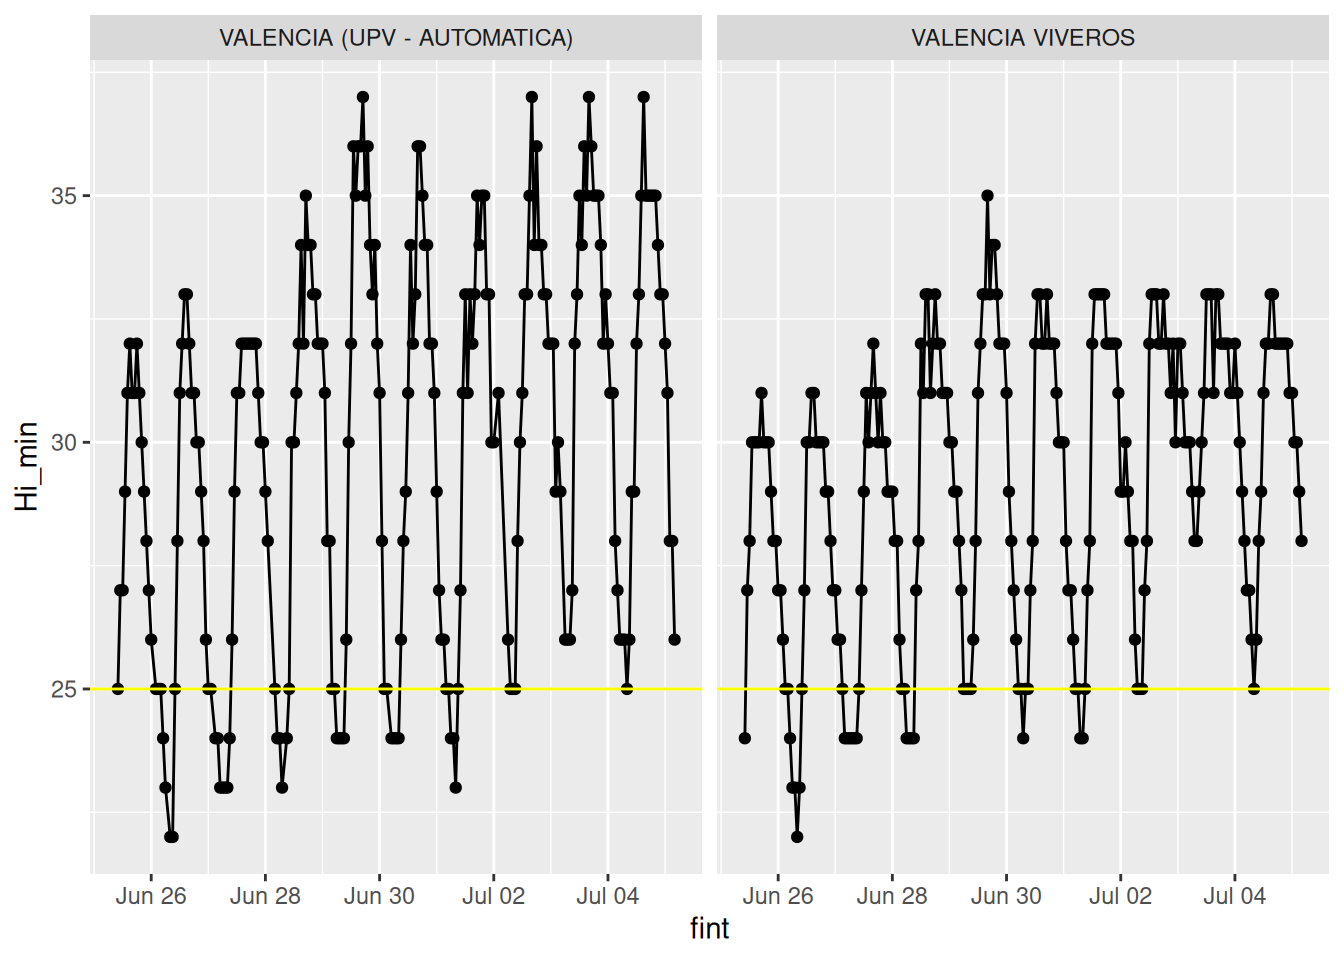 VALENCIA (UPV - AUTOMATICA)
VALENCIA VIVEROS
Hi_min
35
30
25
Jun 26 Jun 28 Jun 30 Jul 02 Jul 04
Jun 26 Jun 28 Jun 30 Jul 02 Jul 04
fint